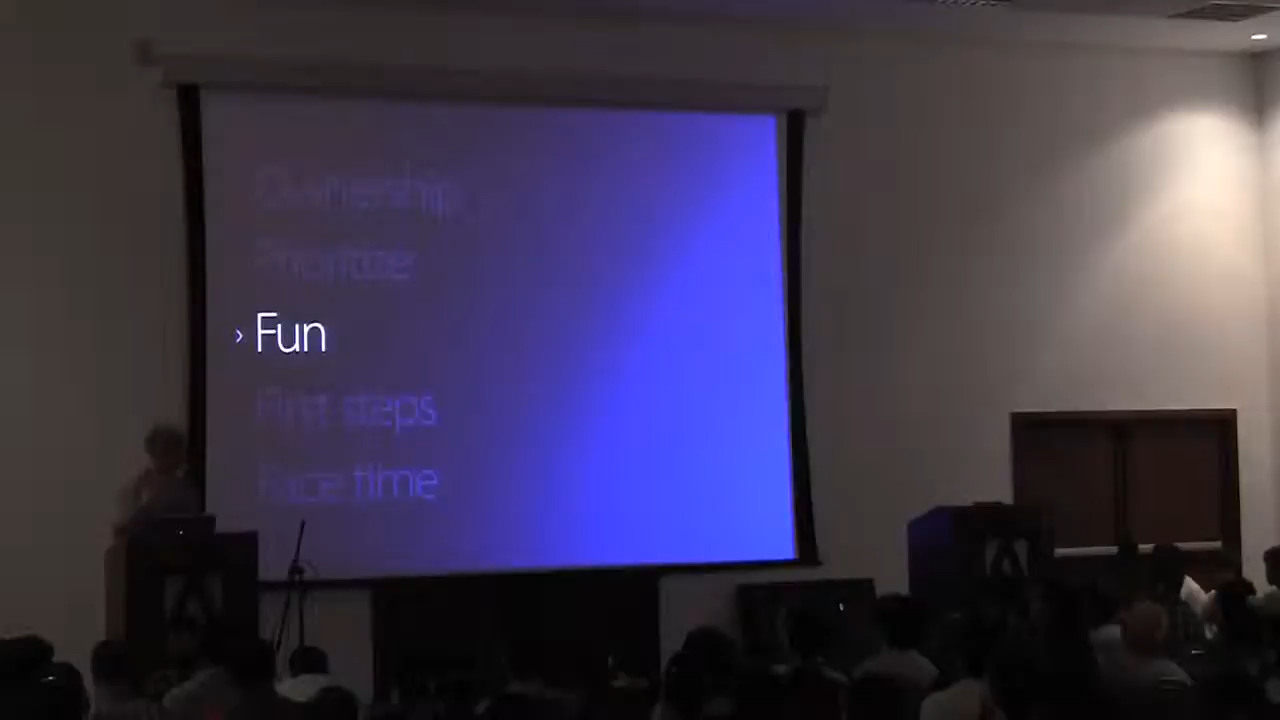 Ownership
Prioritize
› Fun
First steps
Face time